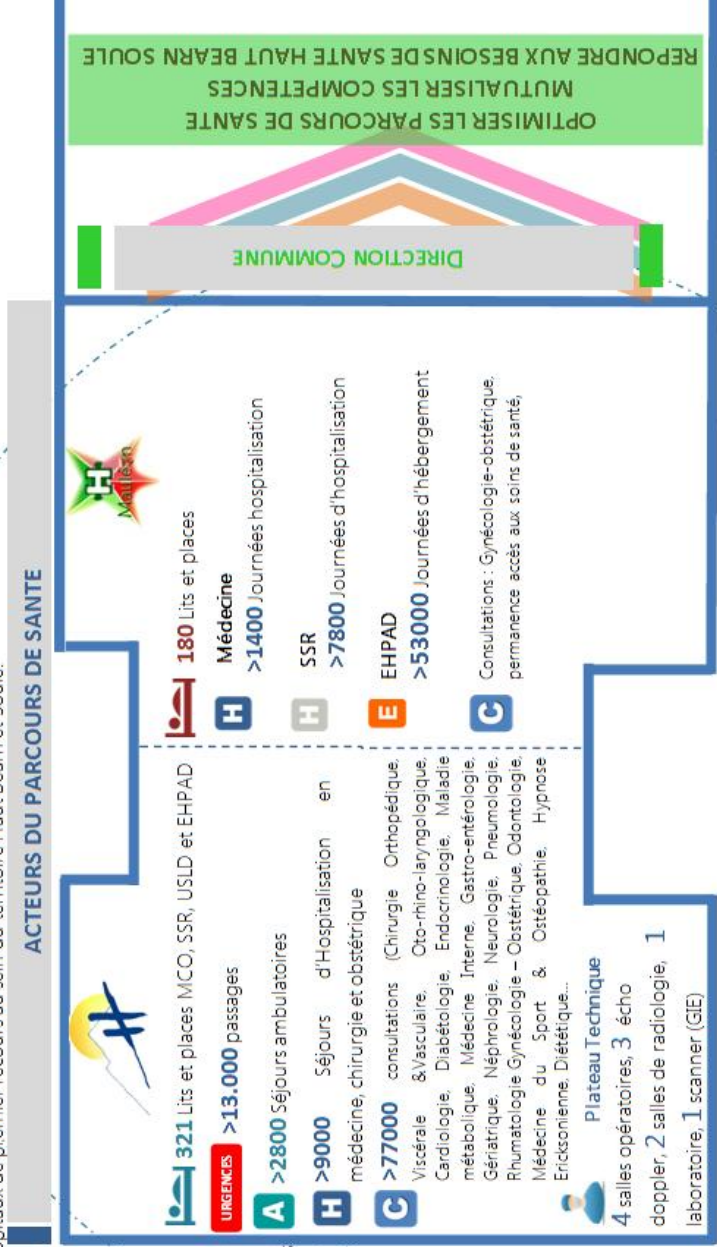 ACTEURS DU PARCOURS DE SANTE
321 Lits et places MCO, SSR, USLD et EHPAD
URGENCES >13.000 passages
A >2800 Séjours ambulatoires
H >9000 Séjours d'Hospitalisation en
médecine, chirurgie et obstétrique
C >77000 consultations (Chirurgie Orthopédique,
Viscérale &Vasculaire, Oto-rhino-laryngologique,
Cardiologie, Diabétologie, Endocrinologie, Maladie
métabolique, Médecine Interne, Gastro-entérologie,
Gériatrique, Néphrologie, Neurologie, Pneumologie,
Rhumatologie Gynécologie – Obstétrique, Odontologie,
Médecine du Sport & Ostéopathie, Hypnose
Ericksonienne, Diététique...
Plateau Technique
4 salles opératoires, 3 écho
doppler, 2 salles de radiologie, 1
laboratoire, 1 scanner (GIE)
H
Mauléon
180 Lits et places
H Médecine
>1400 Journées hospitalisation
H SSR
>7800 Journées d'hospitalisation
E EHPAD
>53000 Journées d'hébergement
C Consultations : Gynécologie-obstétrique,
permanence accès aux soins de santé,
DIRECTION COMMUNE
OPTIMISER LES PARCOURS DE SANTE
MUTUALISER LES COMPETENCES
REPONDRE AUX BESOINS DE SANTE HAUT BEARN SOULE